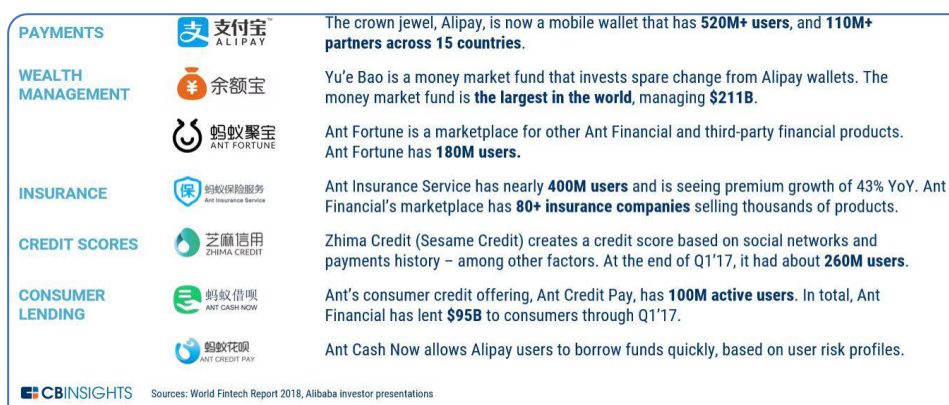 PAYMENTS
支付宝
ALIPAY
The crown jewel, Alipay, is now a mobile wallet that has 520M+ users, and 110M+
partners across 15 countries.
WEALTH
MANAGEMENT
余额宝
Yu'e Bao is a money market fund that invests spare change from Alipay wallets. The
money market fund is the largest in the world, managing $211B.
蚂蚁聚宝
ANT FORTUNE
Ant Fortune is a marketplace for other Ant Financial and third-party financial products.
Ant Fortune has 180M users.
INSURANCE
保
蚂蚁保险服务
Ant Insurance Service
Ant Insurance Service has nearly 400M users and is seeing premium growth of 43% YoY. Ant
Financial's marketplace has 80+ insurance companies selling thousands of products.
CREDIT SCORES
芝麻信用
ZHIMA CREDIT
Zhima Credit (Sesame Credit) creates a credit score based on social networks and
payments history – among other factors. At the end of Q1'17, it had about 260M users.
CONSUMER
LENDING
蚂蚁借呗
ANT CASH NOW
Ant's consumer credit offering, Ant Credit Pay, has 100M active users. In total, Ant
Financial has lent $95B to consumers through Q1'17.
蚂蚁花呗
ANT CREDIT PAY
Ant Cash Now allows Alipay users to borrow funds quickly, based on user risk profiles.
CBINSIGHTS
Sources: World Fintech Report 2018, Alibaba investor presentations